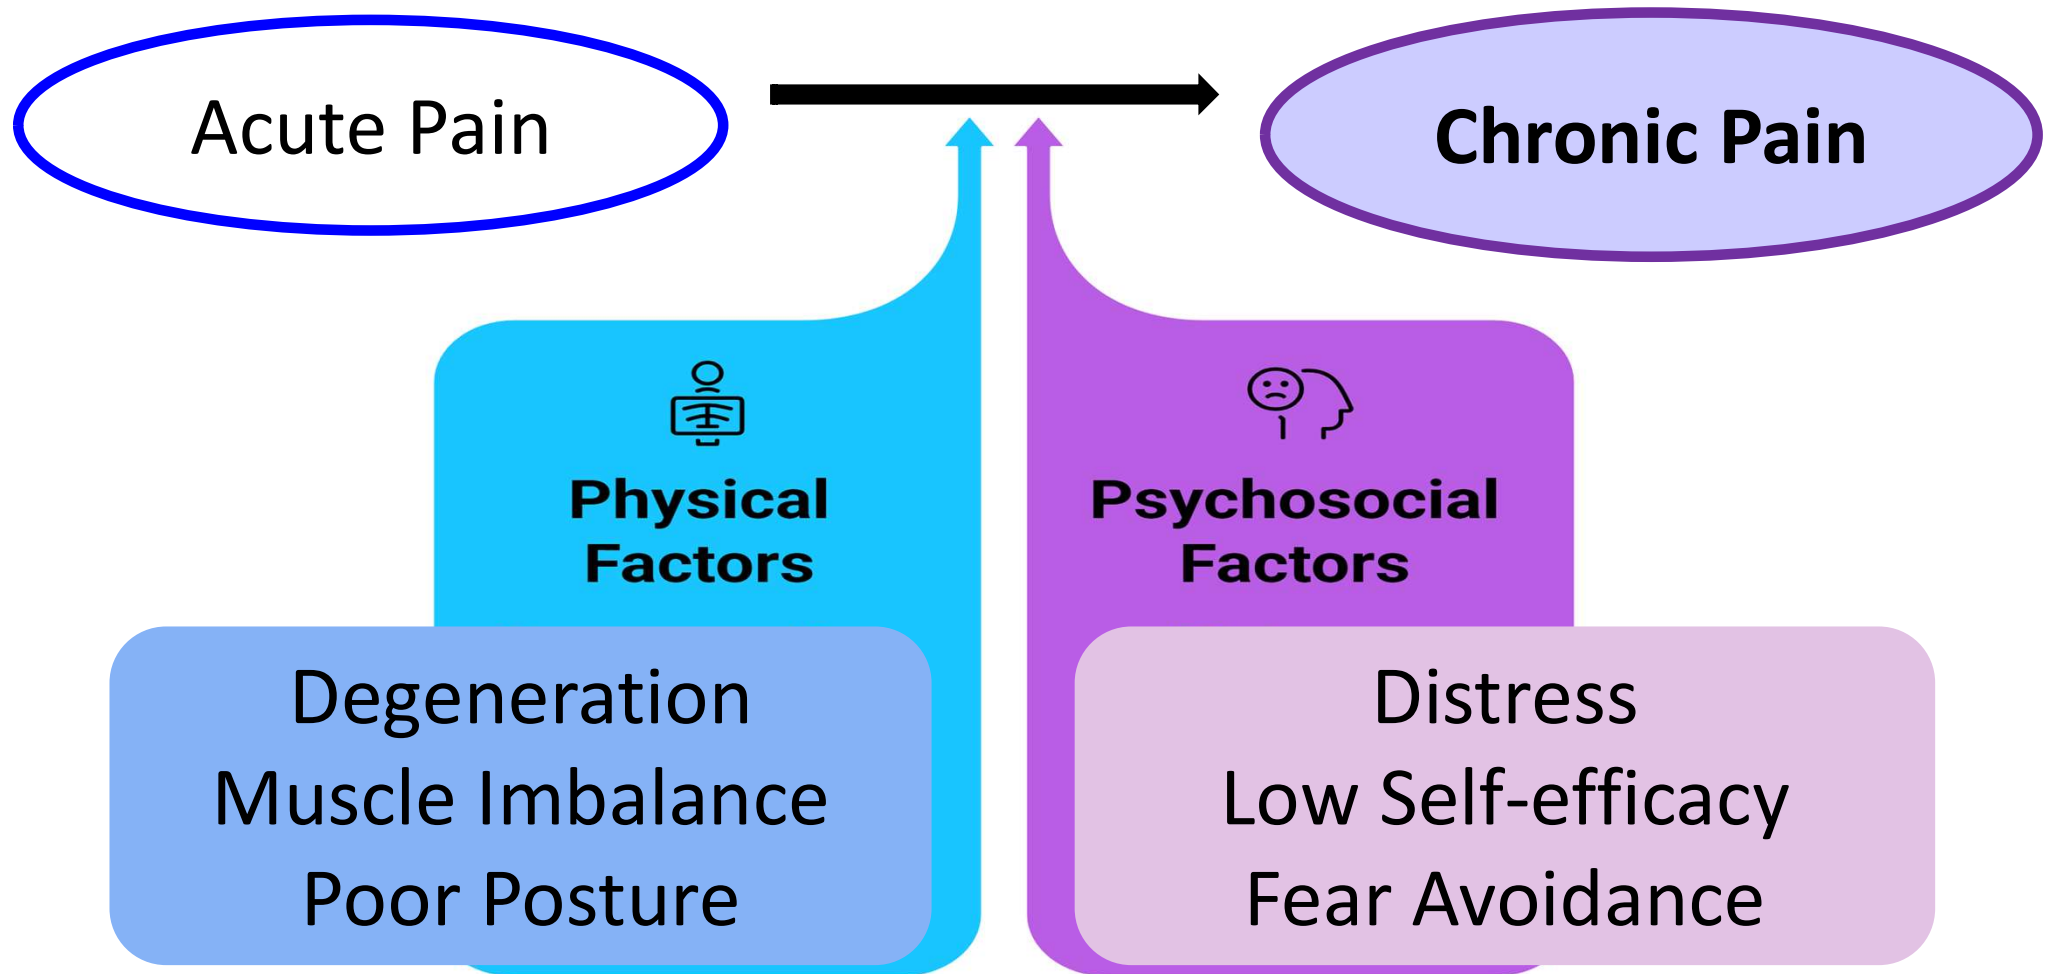 Acute Pain
Chronic Pain
Physical
Factors
Degeneration
Muscle Imbalance
Poor Posture
Psychosocial
Factors
Distress
Low Self-efficacy
Fear Avoidance